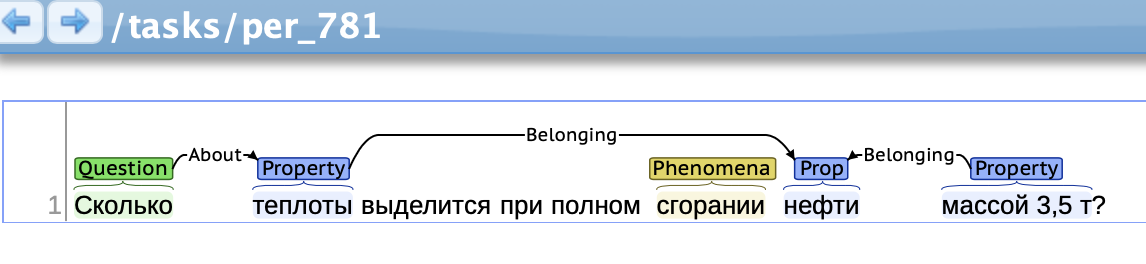 /tasks/per_781
Belonging
About Belonging
Question Property Phenomena Prop Property
1 Сколько теплоты выделится при полном сгорании нефти массой 3,5 т?